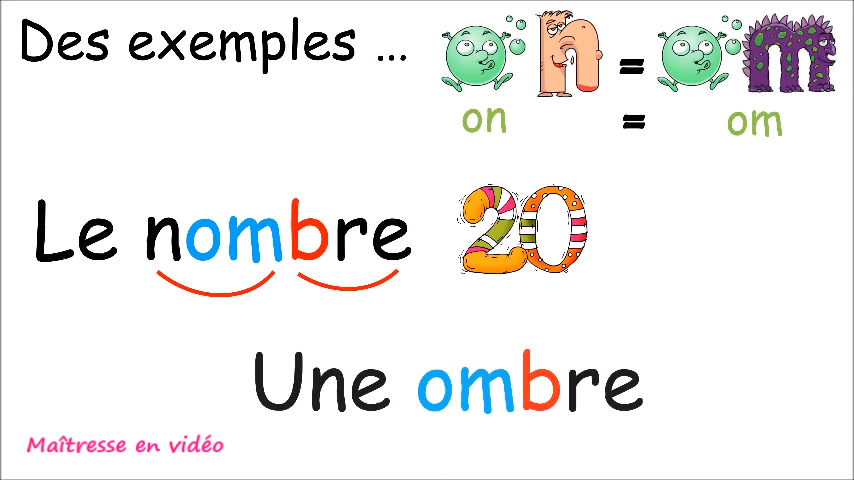 Des exemples ...
on = om
Le nombre 20
Une ombre
Maîtresse en vidéo